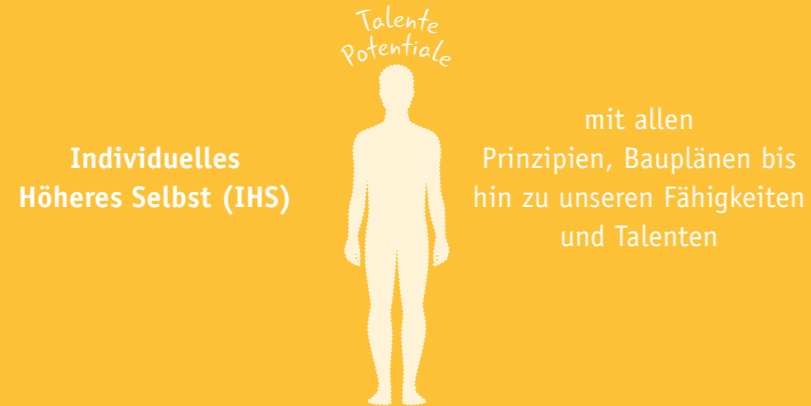 Talente
Potentiale
Individuelles
Höheres Selbst (IHS)
mit allen
Prinzipien, Bauplänen bis
hin zu unseren Fähigkeiten
und Talenten